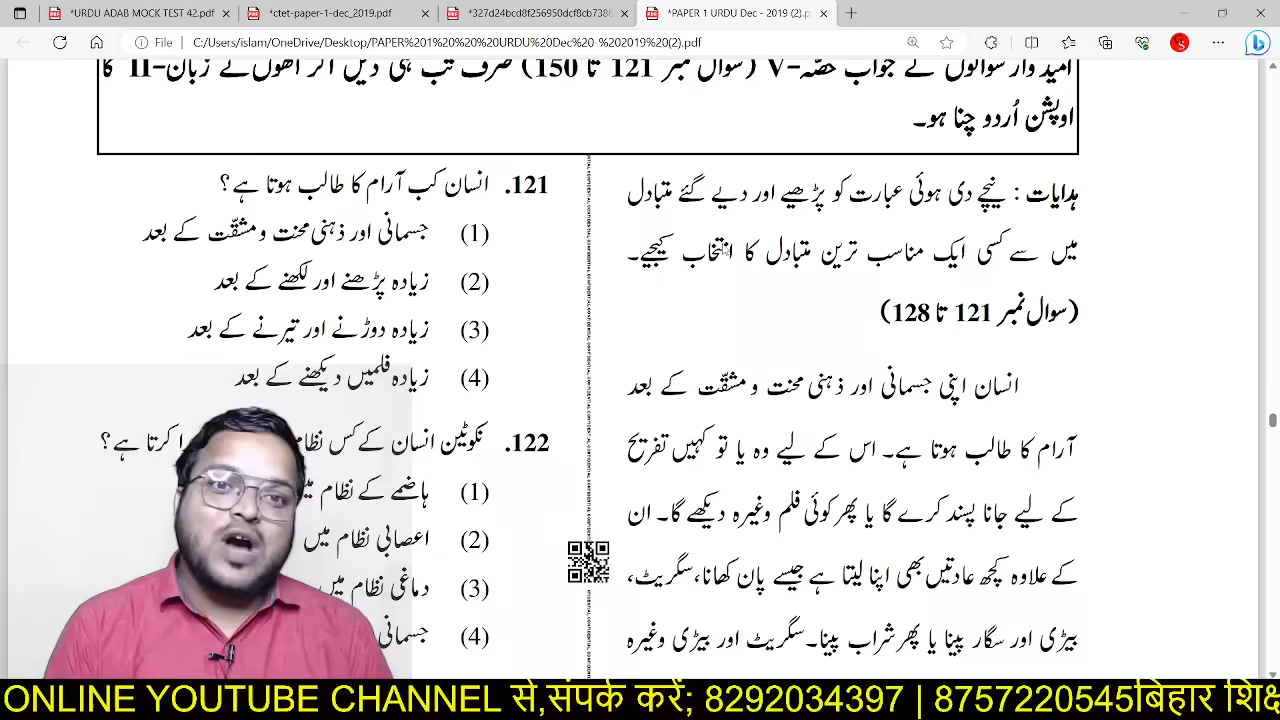 *URDU ADAB MOCK TEST 42.pdf
*ctet-paper-1-dec_2019.pdf
*327d24bcd8f256950dcf8cb7386
*PAPER 1 URDU Dec - 2019 (2).pdf
File
C:/Users/islam/OneDrive/Desktop/PAPER%201%20%20%20URDU%20Dec%20-%202019%20(2).pdf
امیدوار سوالوں کے جواب حصّہ-V (سوال نمبر 121 تا 150) صرف تب ہی دیں اگر انھوں نے زبان-II کا
اوپشن اُردو چنا ہو۔
ہدایات : نیچے دی ہوئی عبارت کو پڑھیے اور دیے گئے متبادل
میں سے کسی ایک مناسب ترین متبادل کا انتخاب کیجیے۔
(سوال نمبر 121 تا 128)
انسان اپنی جسمانی اور ذہنی محنت و مشقّت کے بعد
آرام کا طالب ہوتا ہے۔ اس کے لیے وہ یا تو کہیں تفریح
کے لیے جانا پسند کرے گا یا پھر کوئی فلم وغیرہ دیکھے گا۔ ان
کے علاوہ کچھ عادتیں بھی اپنا لیتا ہے جیسے پان کھانا، سگریٹ،
بیڑی اور سگار پینا یا پھر شراب پینا۔ سگریٹ اور بیڑی وغیرہ
121. انسان کب آرام کا طالب ہوتا ہے؟
(1) جسمانی اور ذہنی محنت و مشقّت کے بعد
(2) زیادہ پڑھنے اور لکھنے کے بعد
(3) زیادہ دوڑنے اور تیرنے کے بعد
(4) زیادہ فلمیں دیکھنے کے بعد
122. نکوٹین انسان کے کس نظام کرتا ہے؟
(1) ہاضمے کے نظام میں
(2) اعصابی نظام میں
(3) دماغی نظام میں
(4) جسمانی
ONLINE YOUTUBE CHANNEL से,संपर्क करें; 8292034397 | 8757220545बिहार शिक्ष